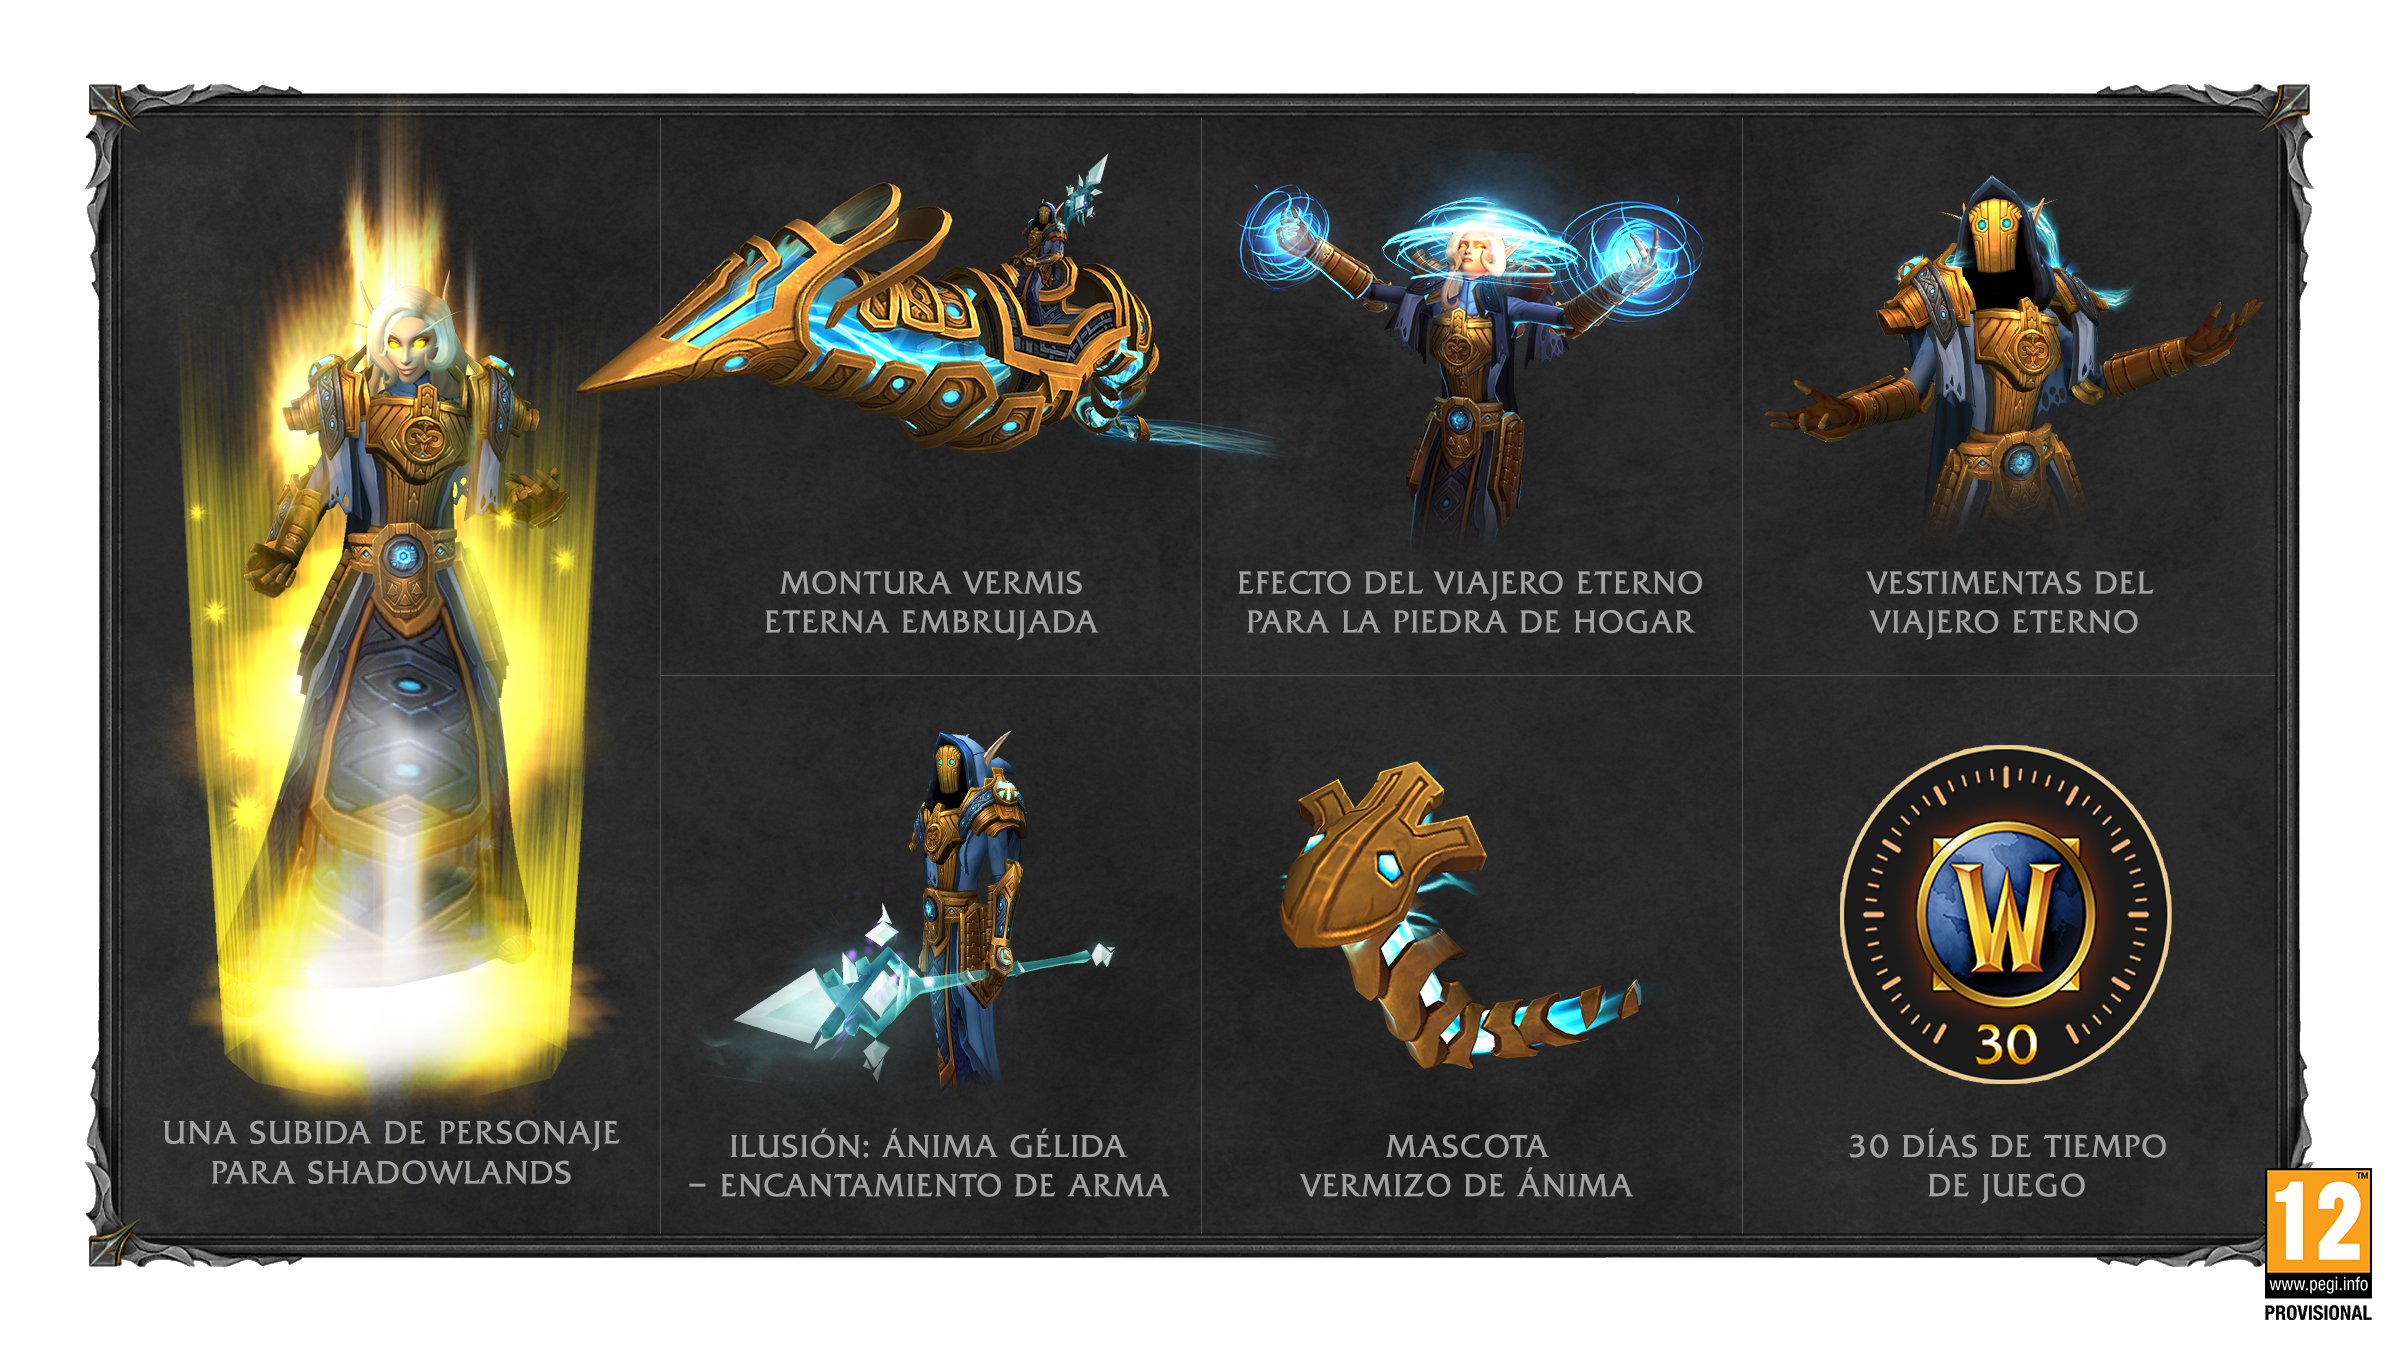 MONTURA VERMIS
ETERNA EMBRUJADA
EFECTO DEL VIAJERO ETERNO
PARA LA PIEDRA DE HOGAR
VESTIMENTAS DEL
VIAJERO ETERNO
UNA SUBIDA DE PERSONAJE
PARA SHADOWLANDS
ILUSIÓN: ÁNIMA GÉLIDA
– ENCANTAMIENTO DE ARMA
MASCOTA
VERMIZO DE ÁNIMA
W
30
30 DÍAS DE TIEMPO
DE JUEGO
12™
www.pegi.info
PROVISIONAL